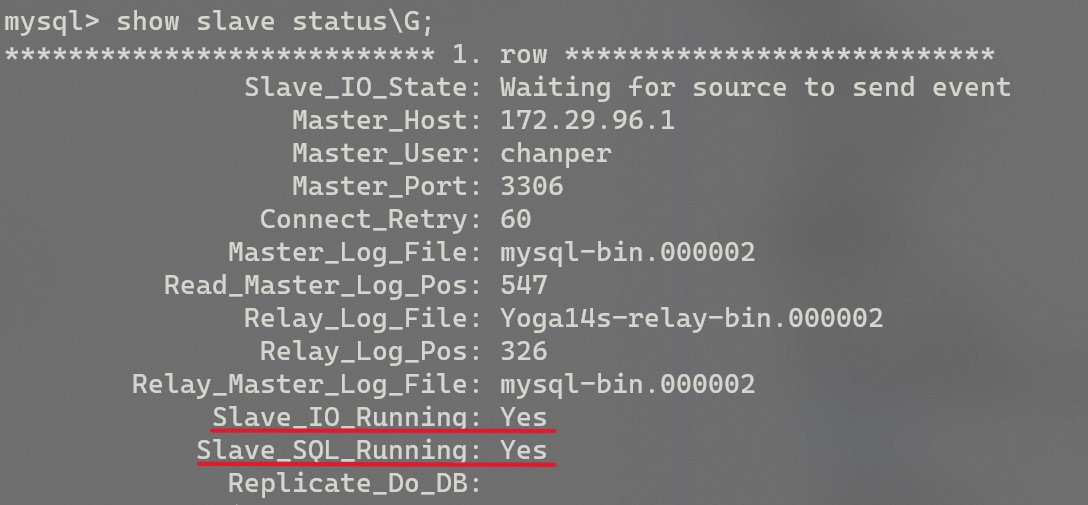 mysql> show slave status\G;
*************************** 1. row ***************************
Slave_IO_State: Waiting for source to send event
Master_Host: 172.29.96.1
Master_User: chanper
Master_Port: 3306
Connect_Retry: 60
Master_Log_File: mysql-bin.000002
Read_Master_Log_Pos: 547
Relay_Log_File: Yoga14s-relay-bin.000002
Relay_Log_Pos: 326
Relay_Master_Log_File: mysql-bin.000002
Slave_IO_Running: Yes
Slave_SQL_Running: Yes
Replicate_Do_DB: